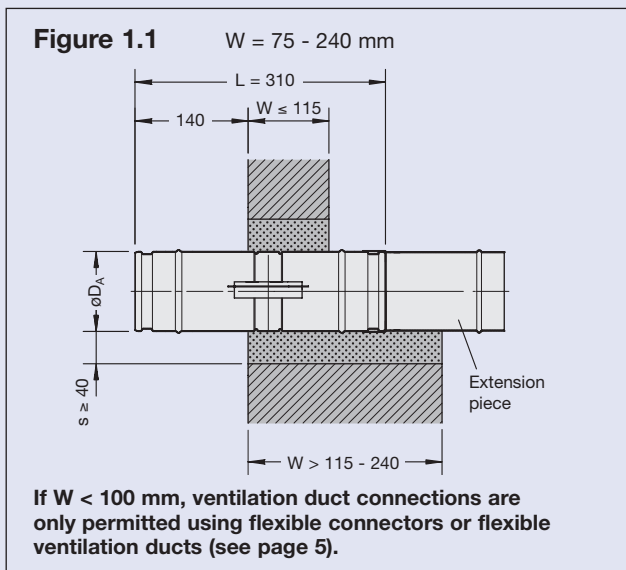 Figure 1.1 W = 75 - 240 mm
L = 310
W ≤ 115
140
øDA
s ≥ 40
Extension
piece
W > 115 - 240
If W < 100 mm, ventilation duct connections are
only permitted using flexible connectors or flexible
ventilation ducts (see page 5).